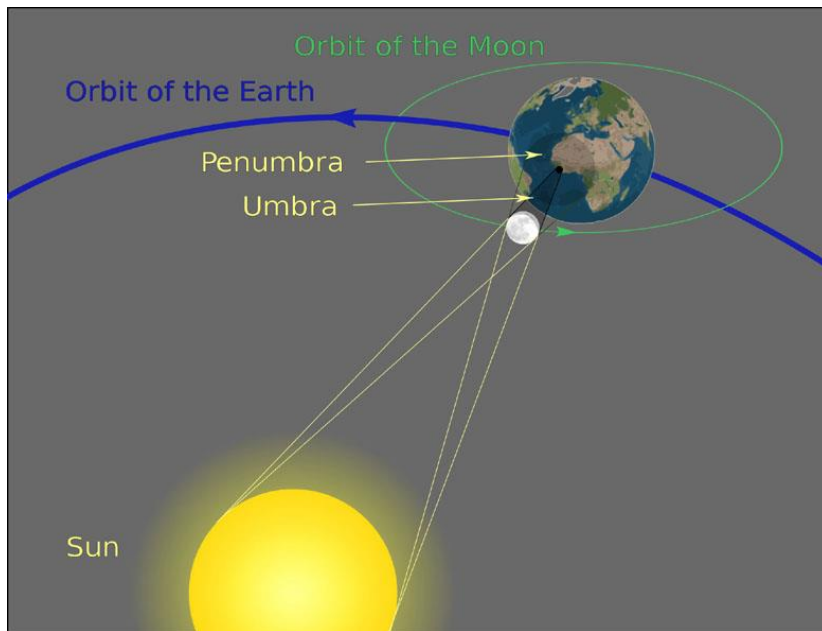 Orbit of the Moon
Orbit of the Earth
Penumbra
Umbra
Sun